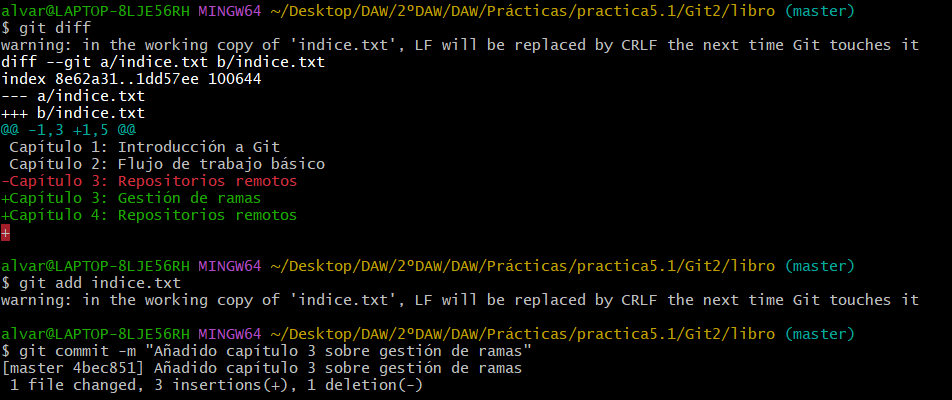 alvar@LAPTOP-8LJE56RH MINGW64 ~/Desktop/DAW/2ºDAW/DAW/Prácticas/practica5.1/Git2/libro (master)
$ git diff
warning: in the working copy of 'indice.txt', LF will be replaced by CRLF the next time Git touches it
diff --git a/indice.txt b/indice.txt
index 8e62a31..1dd57ee 100644
--- a/indice.txt
+++ b/indice.txt
@@ -1,3 +1,5 @@
 Capítulo 1: Introducción a Git
 Capítulo 2: Flujo de trabajo básico
-Capítulo 3: Repositorios remotos
+Capítulo 3: Gestión de ramas
+Capítulo 4: Repositorios remotos
+
alvar@LAPTOP-8LJE56RH MINGW64 ~/Desktop/DAW/2ºDAW/DAW/Prácticas/practica5.1/Git2/libro (master)
$ git add indice.txt
warning: in the working copy of 'indice.txt', LF will be replaced by CRLF the next time Git touches it
alvar@LAPTOP-8LJE56RH MINGW64 ~/Desktop/DAW/2ºDAW/DAW/Prácticas/practica5.1/Git2/libro (master)
$ git commit -m "Añadido capítulo 3 sobre gestión de ramas"
[master 4bec851] Añadido capítulo 3 sobre gestión de ramas
 1 file changed, 3 insertions(+), 1 deletion(-)